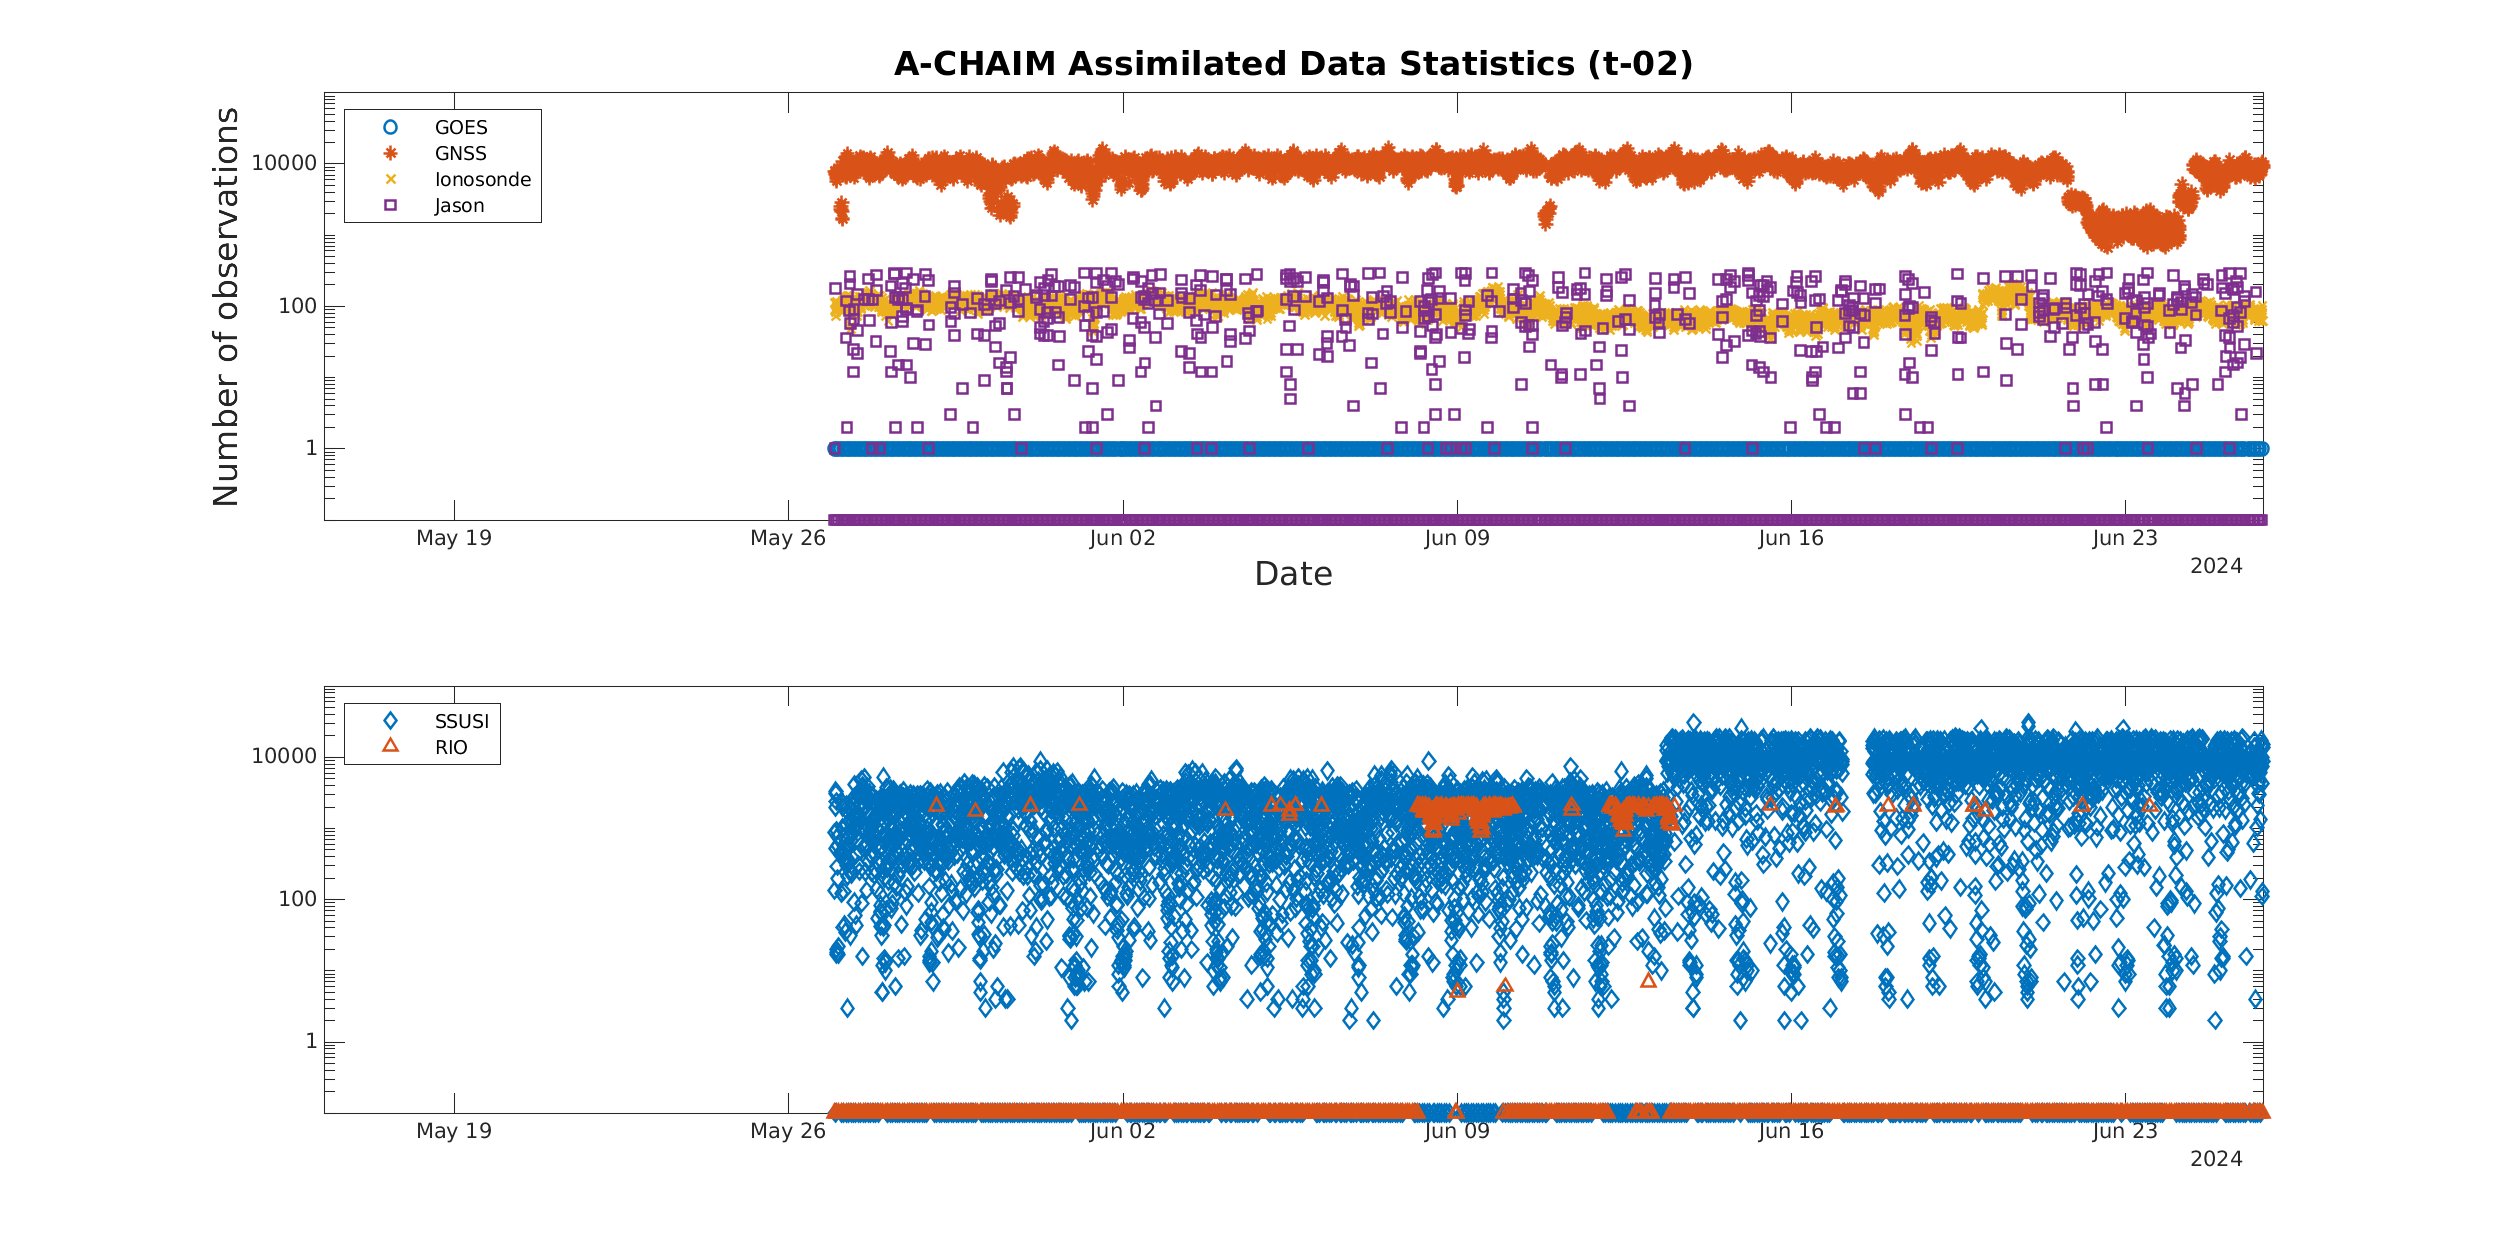 A-CHAIM Assimilated Data Statistics (t-02)
Number of observations
10000
100
1
GOES
GNSS
Ionosonde
Jason
May 19
May 26
Jun 02
Jun 09
Jun 16
Jun 23
2024
Date
10000
100
1
SSUSI
RIO
May 19
May 26
Jun 02
Jun 09
Jun 16
Jun 23
2024